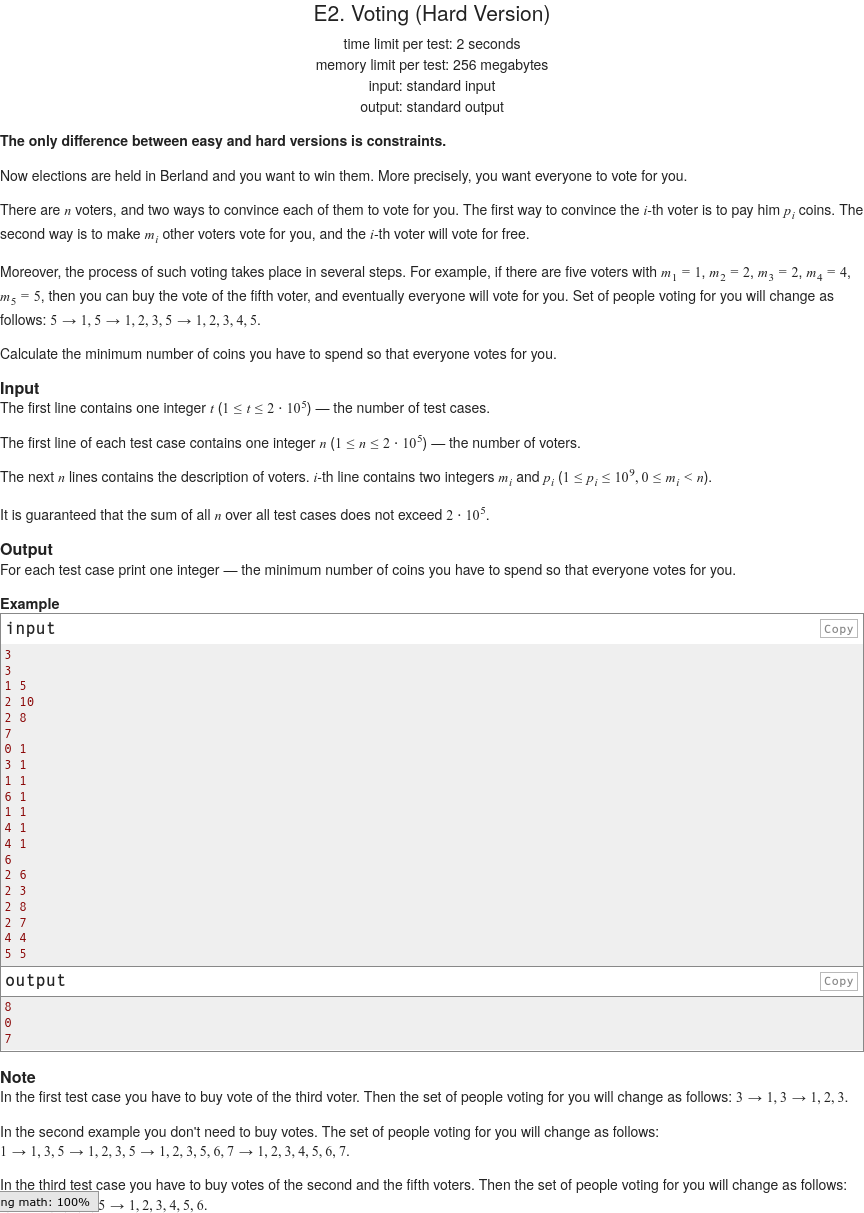 E2. Voting (Hard Version)
time limit per test: 2 seconds
memory limit per test: 256 megabytes
input: standard input
output: standard output
The only difference between easy and hard versions is constraints.
Now elections are held in Berland and you want to win them. More precisely, you want everyone to vote for you.
There are n voters, and two ways to convince each of them to vote for you. The first way to convince the i-th voter is to pay him p_i coins. The
second way is to make m_i other voters vote for you, and the i-th voter will vote for free.
Moreover, the process of such voting takes place in several steps. For example, if there are five voters with m_1 = 1, m_2 = 2, m_3 = 2, m_4 = 4,
m_5 = 5, then you can buy the vote of the fifth voter, and eventually everyone will vote for you. Set of people voting for you will change as
follows: 5 → 1, 5 → 1, 2, 3, 5 → 1, 2, 3, 4, 5.
Calculate the minimum number of coins you have to spend so that everyone votes for you.
Input
The first line contains one integer t (1 ≤ t ≤ 2 · 10^5) — the number of test cases.
The first line of each test case contains one integer n (1 ≤ n ≤ 2 · 10^5) — the number of voters.
The next n lines contains the description of voters. i-th line contains two integers m_i and p_i (1 ≤ p_i ≤ 10^9, 0 ≤ m_i < n).
It is guaranteed that the sum of all n over all test cases does not exceed 2 · 10^5.
Output
For each test case print one integer — the minimum number of coins you have to spend so that everyone votes for you.
Example
input Copy
3
3
1 5
2 10
2 8
7
0 1
3 1
1 1
6 1
1 1
4 1
4 1
6
2 6
2 3
2 8
2 7
4 4
5 5
output Copy
8
0
7
Note
In the first test case you have to buy vote of the third voter. Then the set of people voting for you will change as follows: 3 → 1, 3 → 1, 2, 3.
In the second example you don't need to buy votes. The set of people voting for you will change as follows:
1 → 1, 3, 5 → 1, 2, 3, 5 → 1, 2, 3, 5, 6, 7 → 1, 2, 3, 4, 5, 6, 7.
In the third test case you have to buy votes of the second and the fifth voters. Then the set of people voting for you will change as follows:
ng math: 100% 5 → 1, 2, 3, 4, 5, 6.